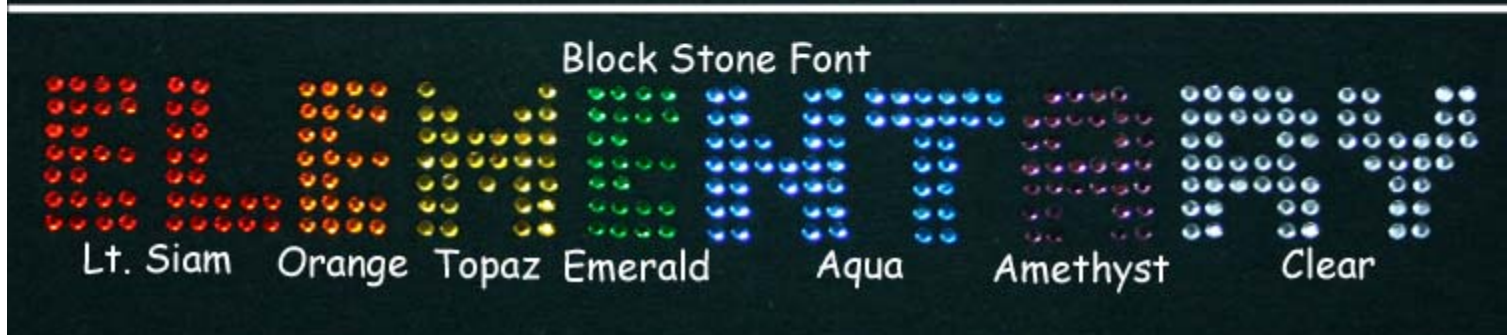 Block Stone Font
ELEMENTARY
Lt. Siam Orange Topaz Emerald Aqua Amethyst Clear